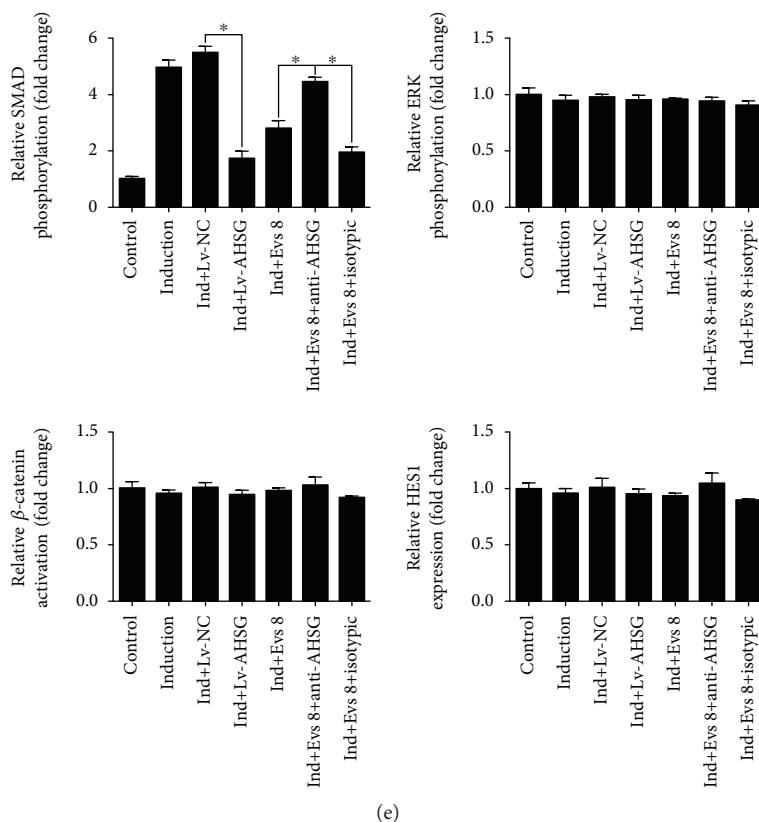 Relative SMAD
phosphorylation (fold change)
6
4
2
0
*
*
*
Control
Induction
Ind+Lv-NC
Ind+Lv-AHSG
Ind+Evs 8
Ind+Evs 8+anti-AHSG
Ind+Evs 8+isotypic
Relative ERK
phosphorylation (fold change)
1.5
1.0
0.5
0.0
Control
Induction
Ind+Lv-NC
Ind+Lv-AHSG
Ind+Evs 8
Ind+Evs 8+anti-AHSG
Ind+Evs 8+isotypic
Relative β-catenin
activation (fold change)
1.5
1.0
0.5
0.0
Control
Induction
Ind+Lv-NC
Ind+Lv-AHSG
Ind+Evs 8
Ind+Evs 8+anti-AHSG
Ind+Evs 8+isotypic
Relative HES1
expression (fold change)
1.5
1.0
0.5
0.0
Control
Induction
Ind+Lv-NC
Ind+Lv-AHSG
Ind+Evs 8
Ind+Evs 8+anti-AHSG
Ind+Evs 8+isotypic
(e)